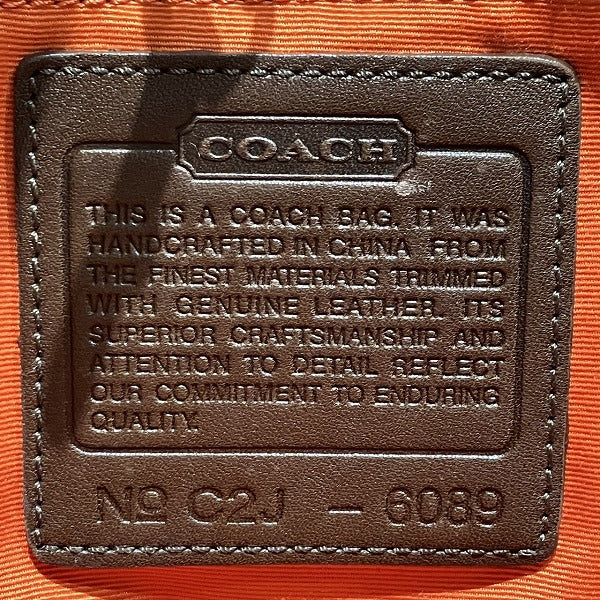 COACH
THIS IS A COACH BAG. IT WAS
HANDCRAFTED IN CHINA FROM
THE FINEST MATERIALS TRIMMED
WITH GENUINE LEATHER. ITS
SUPERIOR CRAFTSMANSHIP AND
ATTENTION TO DETAIL REFLECT
OUR COMMITMENT TO ENDURING
QUALITY.
No C2J - 6089